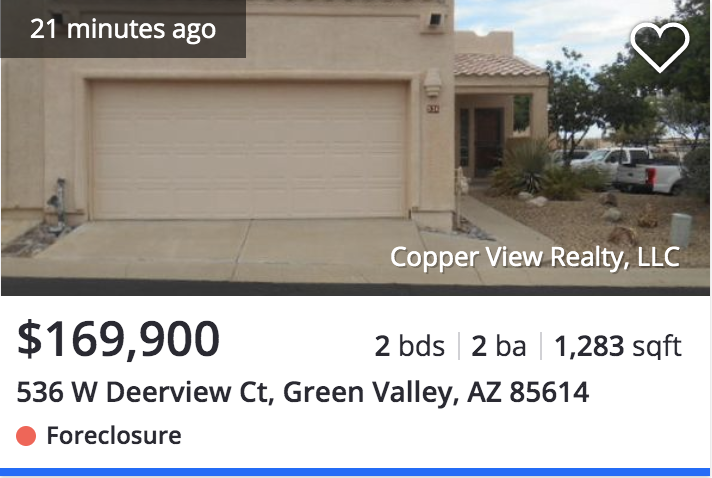 21 minutes ago
Copper View Realty, LLC
$169,900
2 bds | 2 ba | 1,283 sqft
536 W Deerview Ct, Green Valley, AZ 85614
Foreclosure